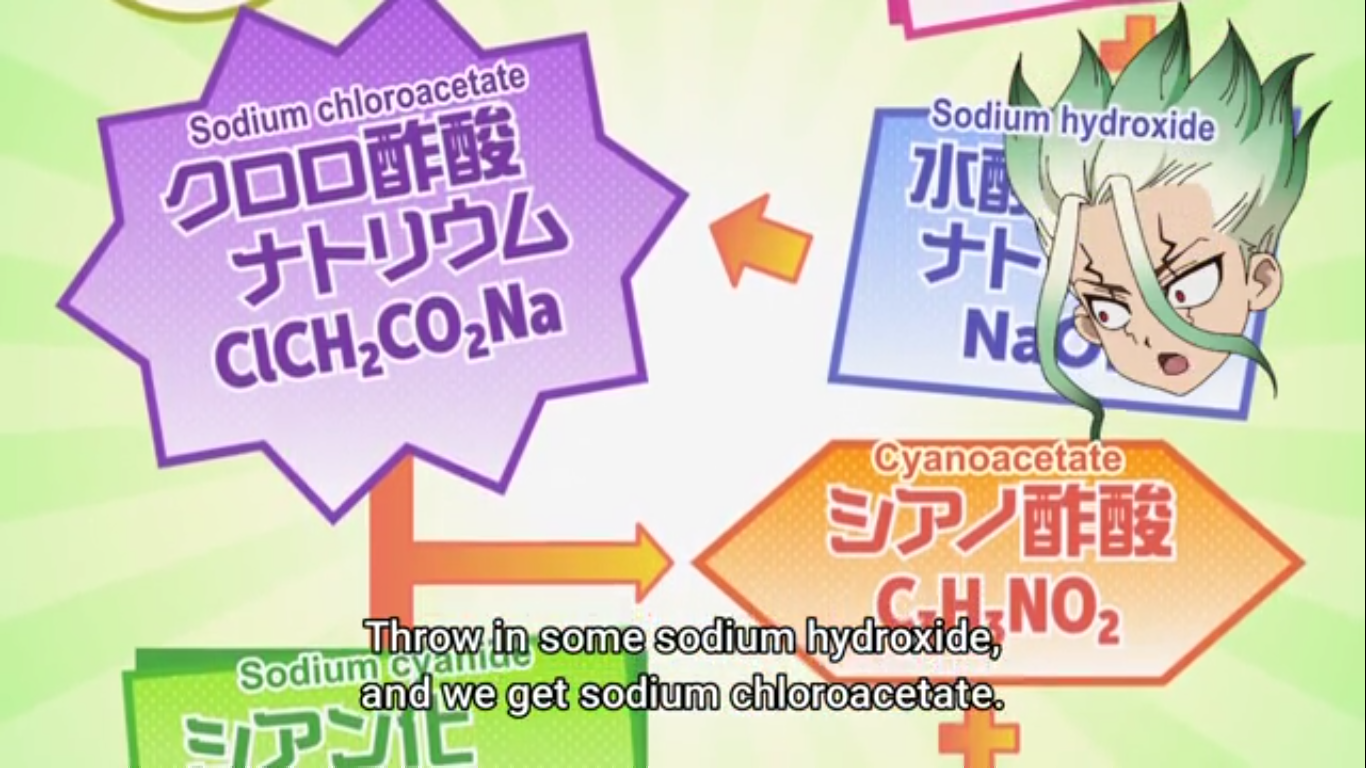 Sodium chloroacetate
クロロ酢酸
ナトリウム
ClCH₂CO₂Na
Sodium hydroxide
水酸
ナト
NaO
Cyanoacetate
シアノ酢酸
C₃H₃NO₂
Sodium cyanide
シアン化
Throw in some sodium hydroxide,
and we get sodium chloroacetate.